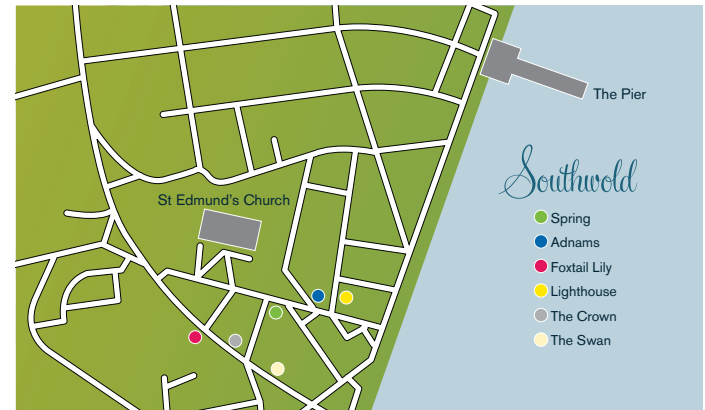 The Pier
Southwold
St Edmund's Church
Spring
Adnams
Foxtail Lily
Lighthouse
The Crown
The Swan